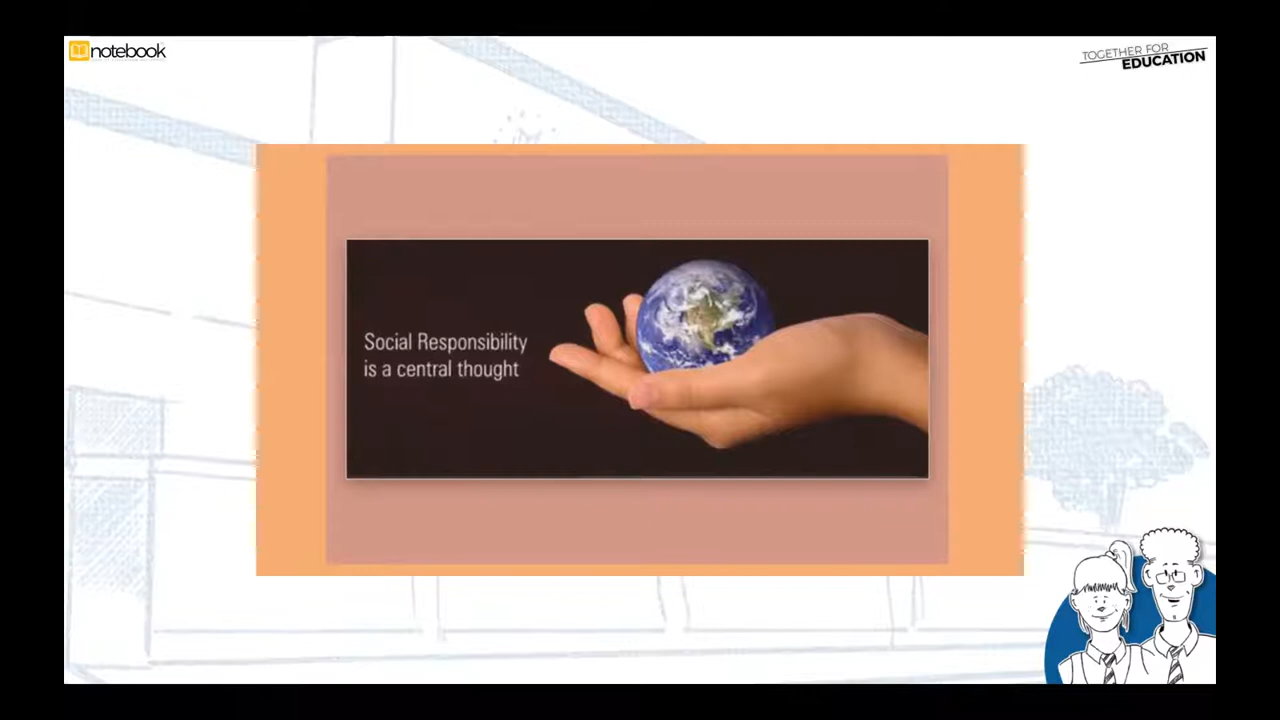 notebook
TOGETHER FOR
EDUCATION
Social Responsibility
is a central thought